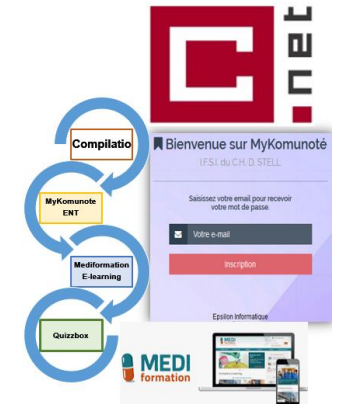 C
.net
Compilatio
Bienvenue sur MyKomunoté
I.F.S.I. du C.H. D. STELL
Saisissez votre email pour recevoir
votre mot de passe.
Votre e-mail
Inscription
Epsilon Informatique
MyKomunote
ENT
Mediformation
E-learning
Quizzbox
MEDI
formation